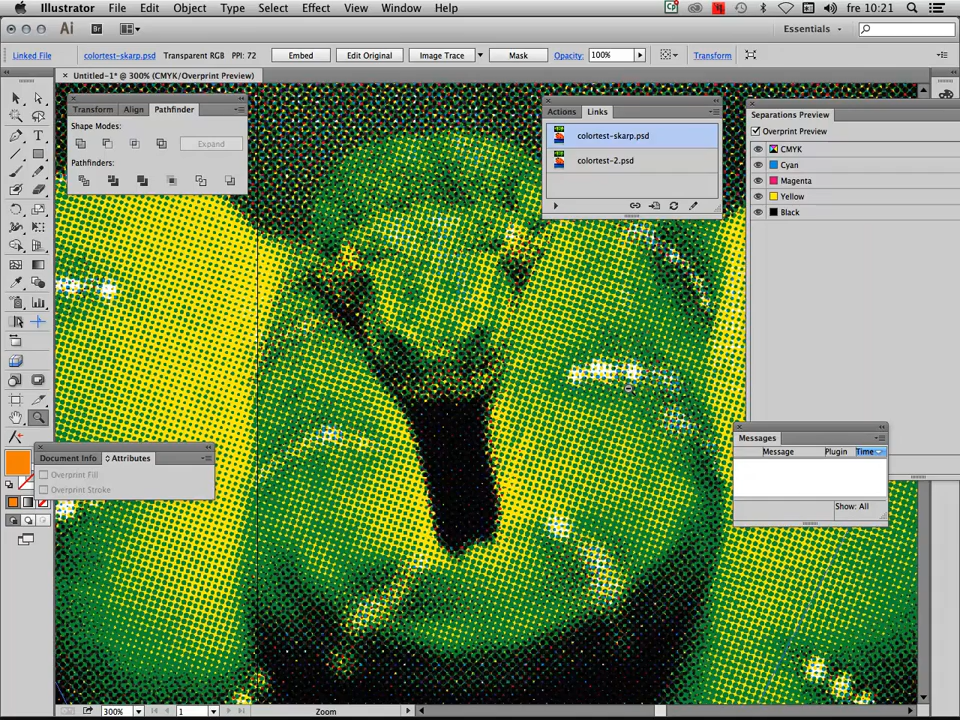 Illustrator File Edit Object Type Select Effect View Window Help fre 10:21
Ai Br Essentials
Linked File colortest-skarp.psd Transparent RGB PPI: 72 Embed Edit Original Image Trace Mask Opacity: 100% Transform
× Untitled-1* @ 300% (CMYK/Overprint Preview)
Transform Align Pathfinder
Shape Modes:
Expand
Pathfinders:
Actions Links
colortest-skarp.psd
colortest-2.psd
Separations Preview
Overprint Preview
CMYK
Cyan
Magenta
Yellow
Black
Messages
Message Plugin Time
Show: All
Document Info Attributes
Overprint Fill
Overprint Stroke
300% 1 Zoom